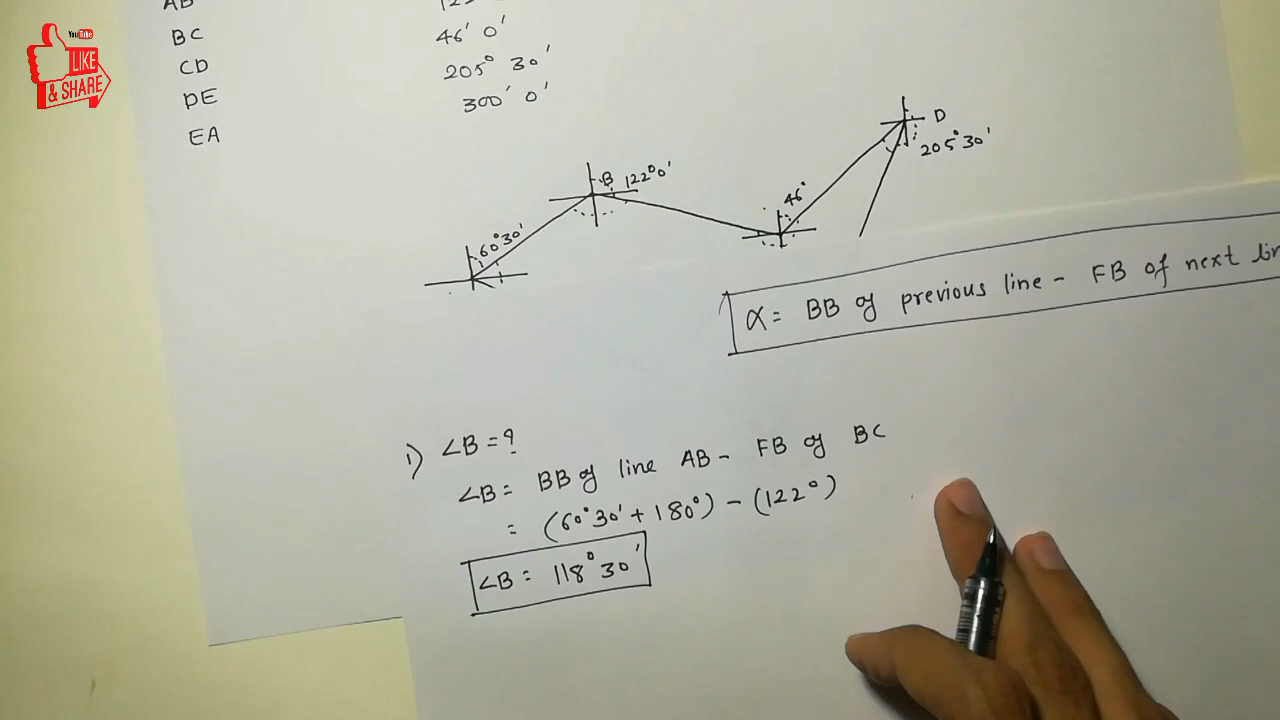 YouTube
LIKE
& SHARE
AB
BC 46' 0'
CD 205° 30'
DE 300' 0'
EA
D
205°30'
B 122°0'
46°
60°30'
α = BB of previous line - FB of next
1) ∠B = ?
∠B = BB of line AB - FB of BC
= (60°30' + 180°) - (122°)
∠B = 118°30'